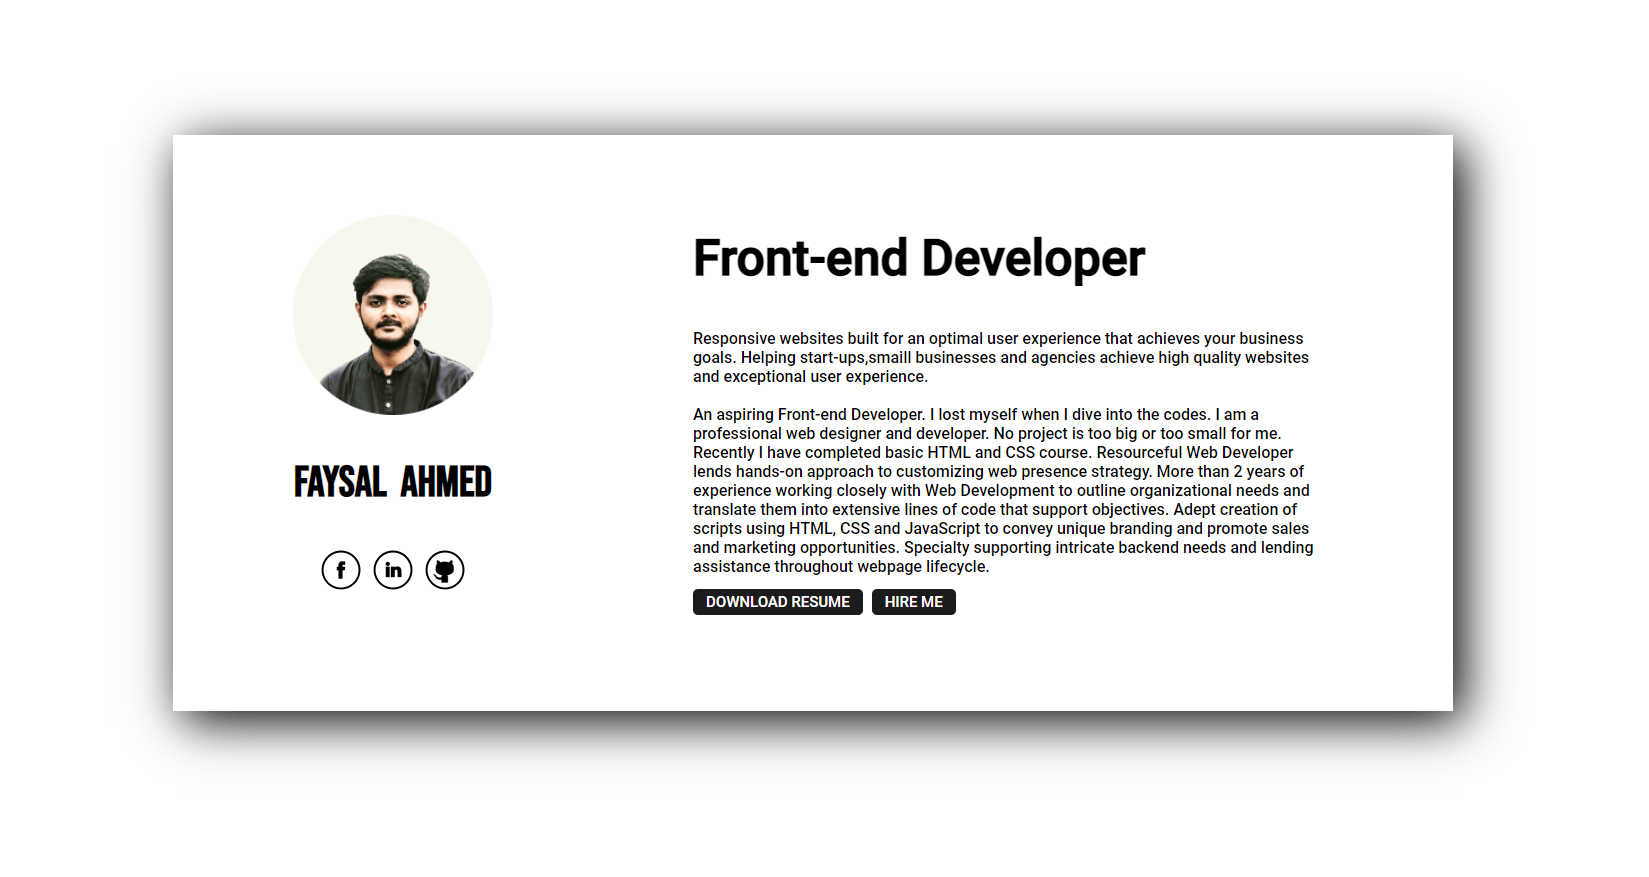 Front-end Developer
Responsive websites built for an optimal user experience that achieves your business
goals. Helping start-ups,smaill businesses and agencies achieve high quality websites
and exceptional user experience.
An aspiring Front-end Developer. I lost myself when I dive into the codes. I am a
professional web designer and developer. No project is too big or too small for me.
Recently I have completed basic HTML and CSS course. Resourceful Web Developer
lends hands-on approach to customizing web presence strategy. More than 2 years of
experience working closely with Web Development to outline organizational needs and
translate them into extensive lines of code that support objectives. Adept creation of
scripts using HTML, CSS and JavaScript to convey unique branding and promote sales
and marketing opportunities. Specialty supporting intricate backend needs and lending
assistance throughout webpage lifecycle.
DOWNLOAD RESUME HIRE ME
FAYSAL AHMED
f in